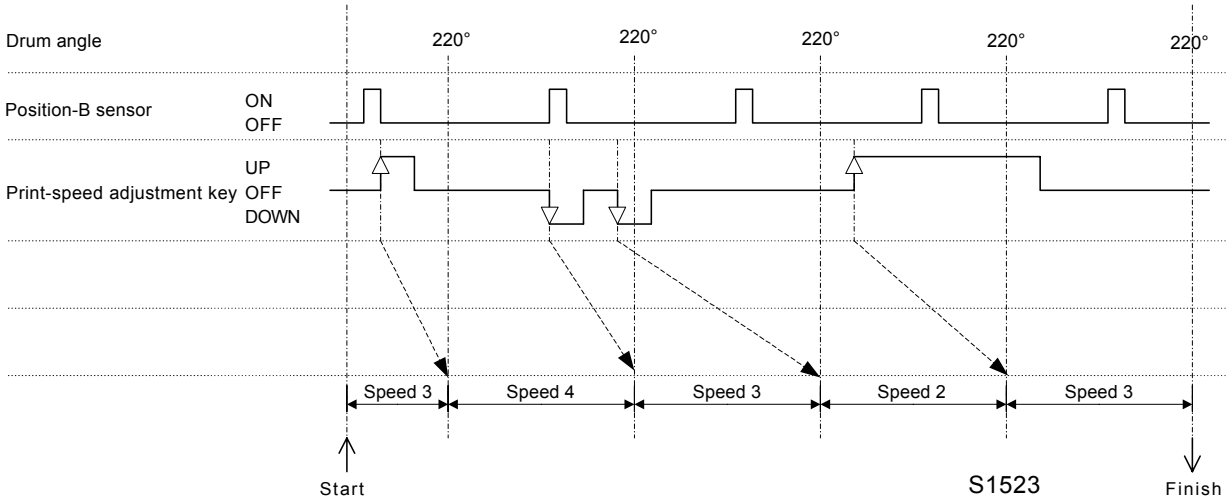 Drum angle
220° 220° 220° 220° 220°
Position-B sensor
ON
OFF
Print-speed adjustment key
UP
OFF
DOWN
Speed 3 Speed 4 Speed 3 Speed 2 Speed 3
Start
S1523
Finish